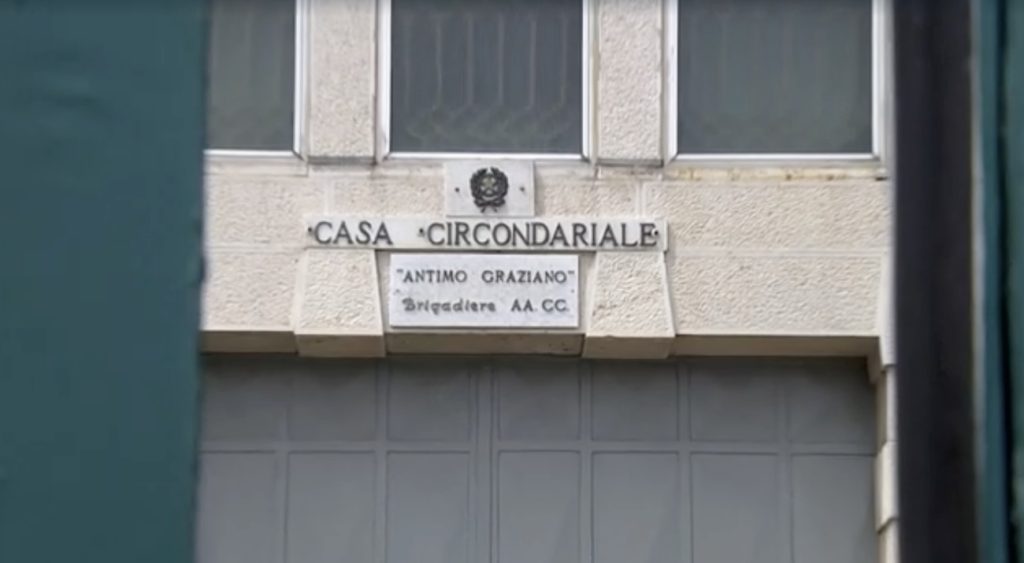 CASA CIRCONDARIALE
"ANTIMO GRAZIANO"
Brigadiere AA. CC.